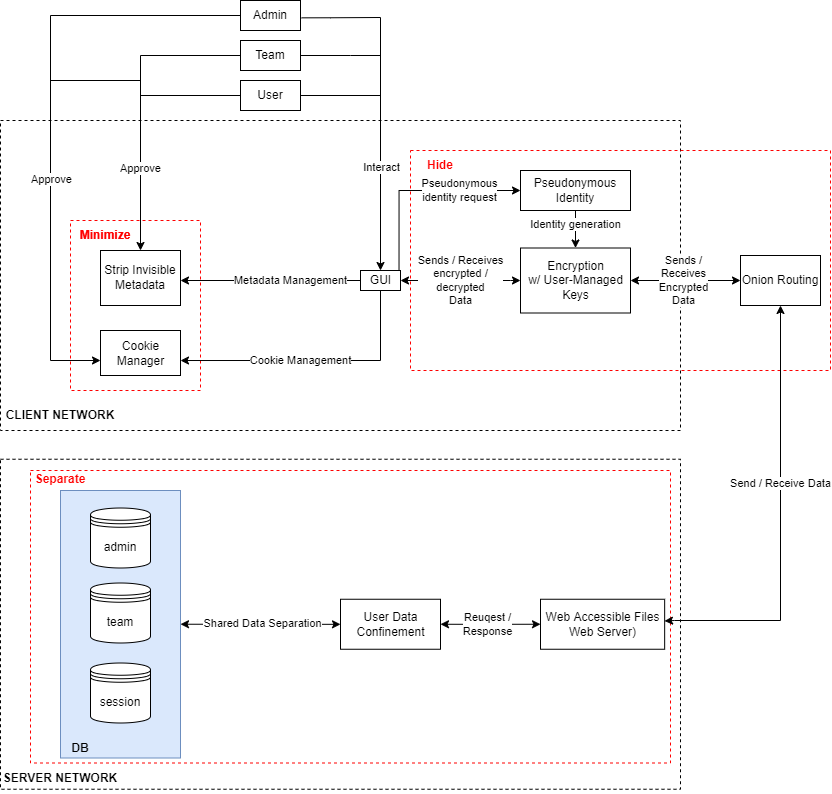 Admin
Team
User
Approve
Approve
Interact
Hide
Pseudonymous
identity request
Pseudonymous
Identity
Identity generation
Minimize
Strip Invisible
Metadata
Metadata Management
GUI
Sends / Receives
encrypted /
decrypted
Data
Encryption
w/ User-Managed
Keys
Sends /
Receives
Encrypted
Data
Onion Routing
Cookie
Manager
Cookie Management
CLIENT NETWORK
Separate
Send / Receive Data
admin
team
session
DB
Shared Data Separation
User Data
Confinement
Reuqest /
Response
Web Accessible Files
Web Server)
SERVER NETWORK